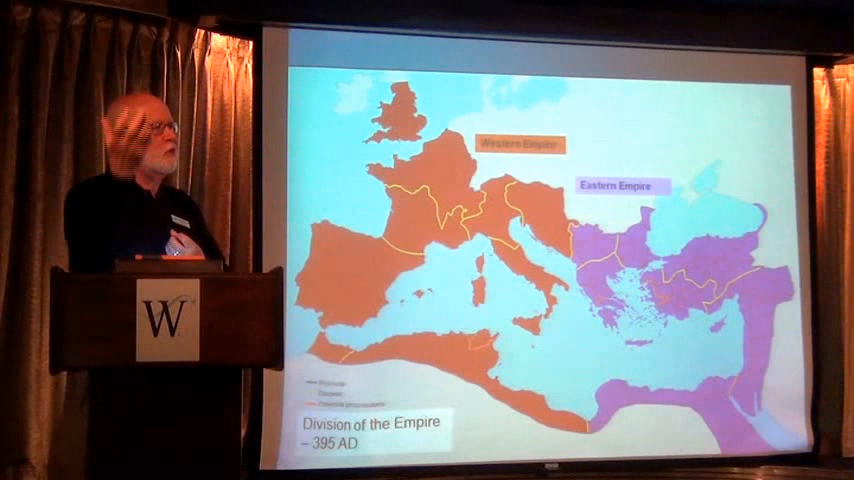 Western Empire
Eastern Empire
W.
Division of the Empire
– 395 AD